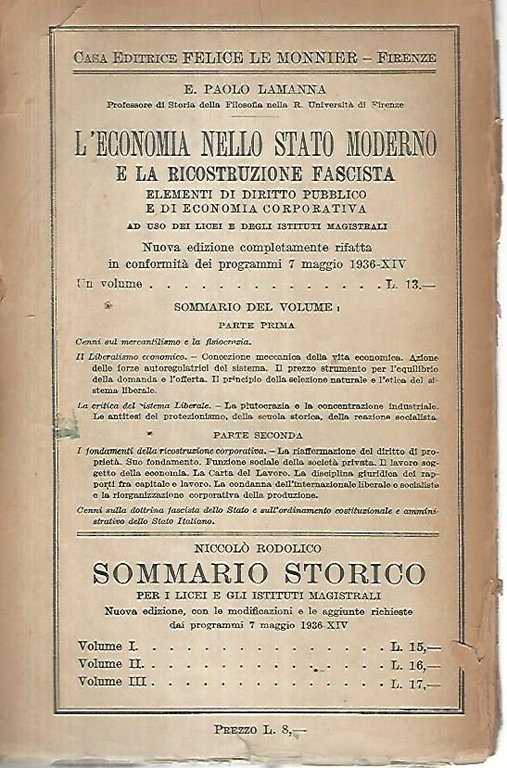 CASA EDITRICE FELICE LE MONNIER – FIRENZE
E. PAOLO LAMANNA
Professore di Storia della Filosofia nella R. Università di Firenze
L'ECONOMIA NELLO STATO MODERNO
E LA RICOSTRUZIONE FASCISTA
ELEMENTI DI DIRITTO PUBBLICO
E DI ECONOMIA CORPORATIVA
AD USO DEI LICEI E DEGLI ISTITUTI MAGISTRALI
Nuova edizione completamente rifatta
in conformità dei programmi 7 maggio 1936-XIV
Un volume . . . . . . . . . . . . . . . L. 13.—
SOMMARIO DEL VOLUME :
PARTE PRIMA
Cenni sul mercantilismo e la fisiocrazia.
Il Liberalismo economico. – Concezione meccanica della vita economica. Azione
delle forze autoregolatrici del sistema. Il prezzo strumento per l'equilibrio
della domanda e l'offerta. Il principio della selezione naturale e l'etica del si-
stema liberale.
La critica del sistema Liberale. – La plutocrazia e la concentrazione industriale.
Le antitesi del protezionismo, della scuola storica, della reazione socialista.
PARTE SECONDA
I fondamenti della ricostruzione corporativa. – La riaffermazione del diritto di pro-
prietà. Suo fondamento. Funzione sociale della società privata. Il lavoro sog-
getto della economia. La Carta del Lavoro. La disciplina giuridica dei rap-
porti fra capitale e lavoro. La condanna dell'internazionale liberale e socialista
e la riorganizzazione corporativa della produzione.
Cenni sulla dottrina fascista dello Stato e sull'ordinamento costituzionale e ammini-
strativo dello Stato Italiano.
NICCOLÒ RODOLICO
SOMMARIO STORICO
PER I LICEI E GLI ISTITUTI MAGISTRALI
Nuova edizione, con le modificazioni e le aggiunte richieste
dai programmi 7 maggio 1936-XIV
Volume I. . . . . . . . . . . . . . . . L. 15,—
Volume II. . . . . . . . . . . . . . . L. 16,—
Volume III . . . . . . . . . . . . . . L. 17,—
PREZZO L. 8,—